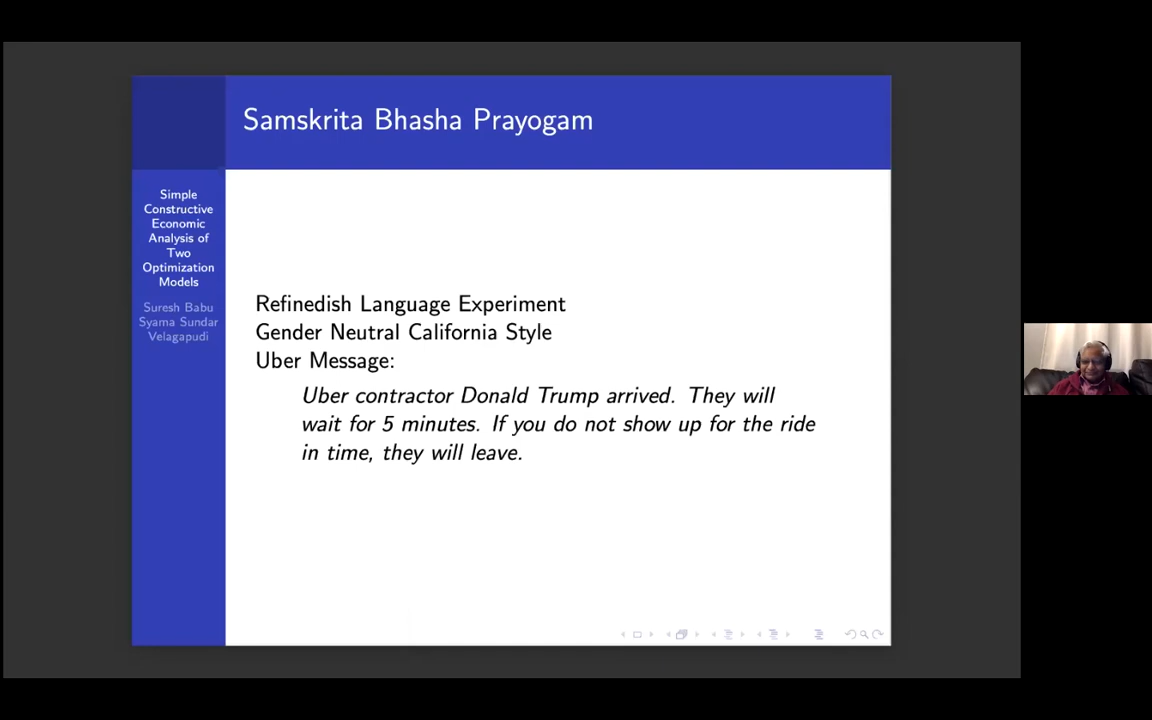 Samskrita Bhasha Prayogam
Simple
Constructive
Economic
Analysis of
Two
Optimization
Models
Suresh Babu
Syama Sundar
Velagapudi
Refinedish Language Experiment
Gender Neutral California Style
Uber Message:
Uber contractor Donald Trump arrived. They will
wait for 5 minutes. If you do not show up for the ride
in time, they will leave.